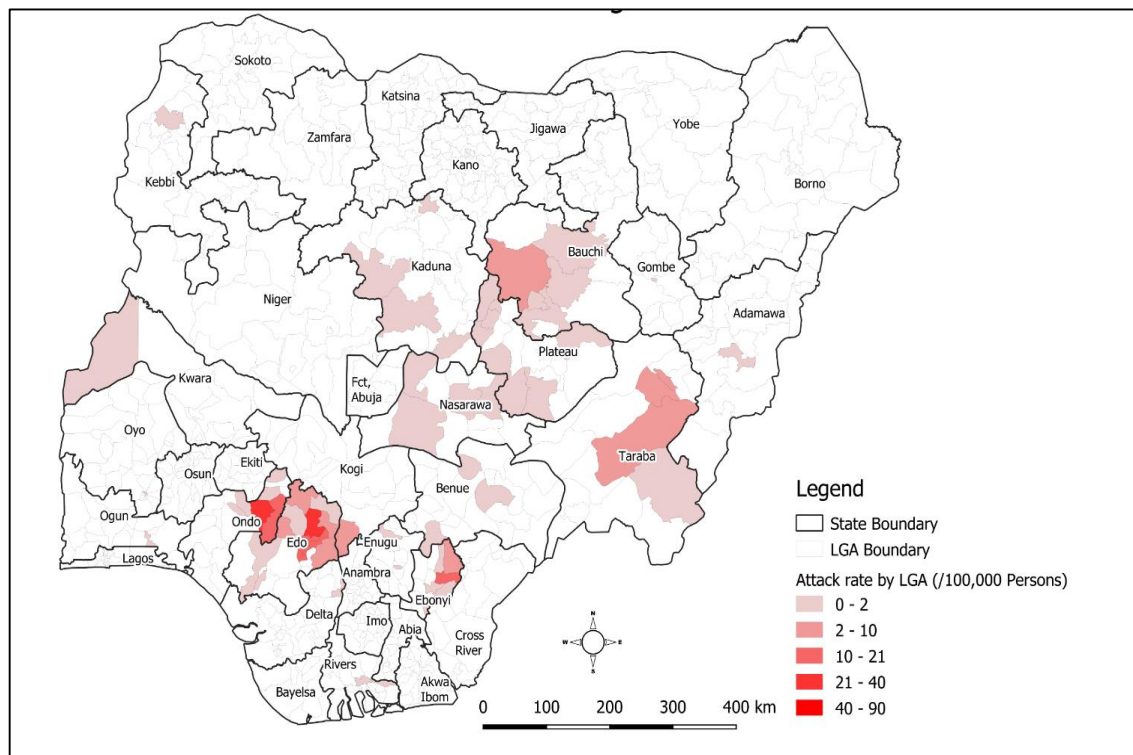 Sokoto
Katsina
Jigawa
Yobe
Zamfara
Kano
Borno
Kebbi
Bauchi
Kaduna
Gombe
Niger
Adamawa
Plateau
Kwara
Fct,
Abuja
Nasarawa
Oyo
Taraba
Ekiti
Kogi
Osun
Benue
Ogun
Ondo
Edo
Enugu
Lagos
Anambra
Ebonyi
Delta
Imo
Abia
Cross
River
Rivers
Bayelsa
Akwa
Ibom
N
W
E
S
0 100 200 300 400 km
Legend
State Boundary
LGA Boundary
Attack rate by LGA (/100,000 Persons)
0 - 2
2 - 10
10 - 21
21 - 40
40 - 90